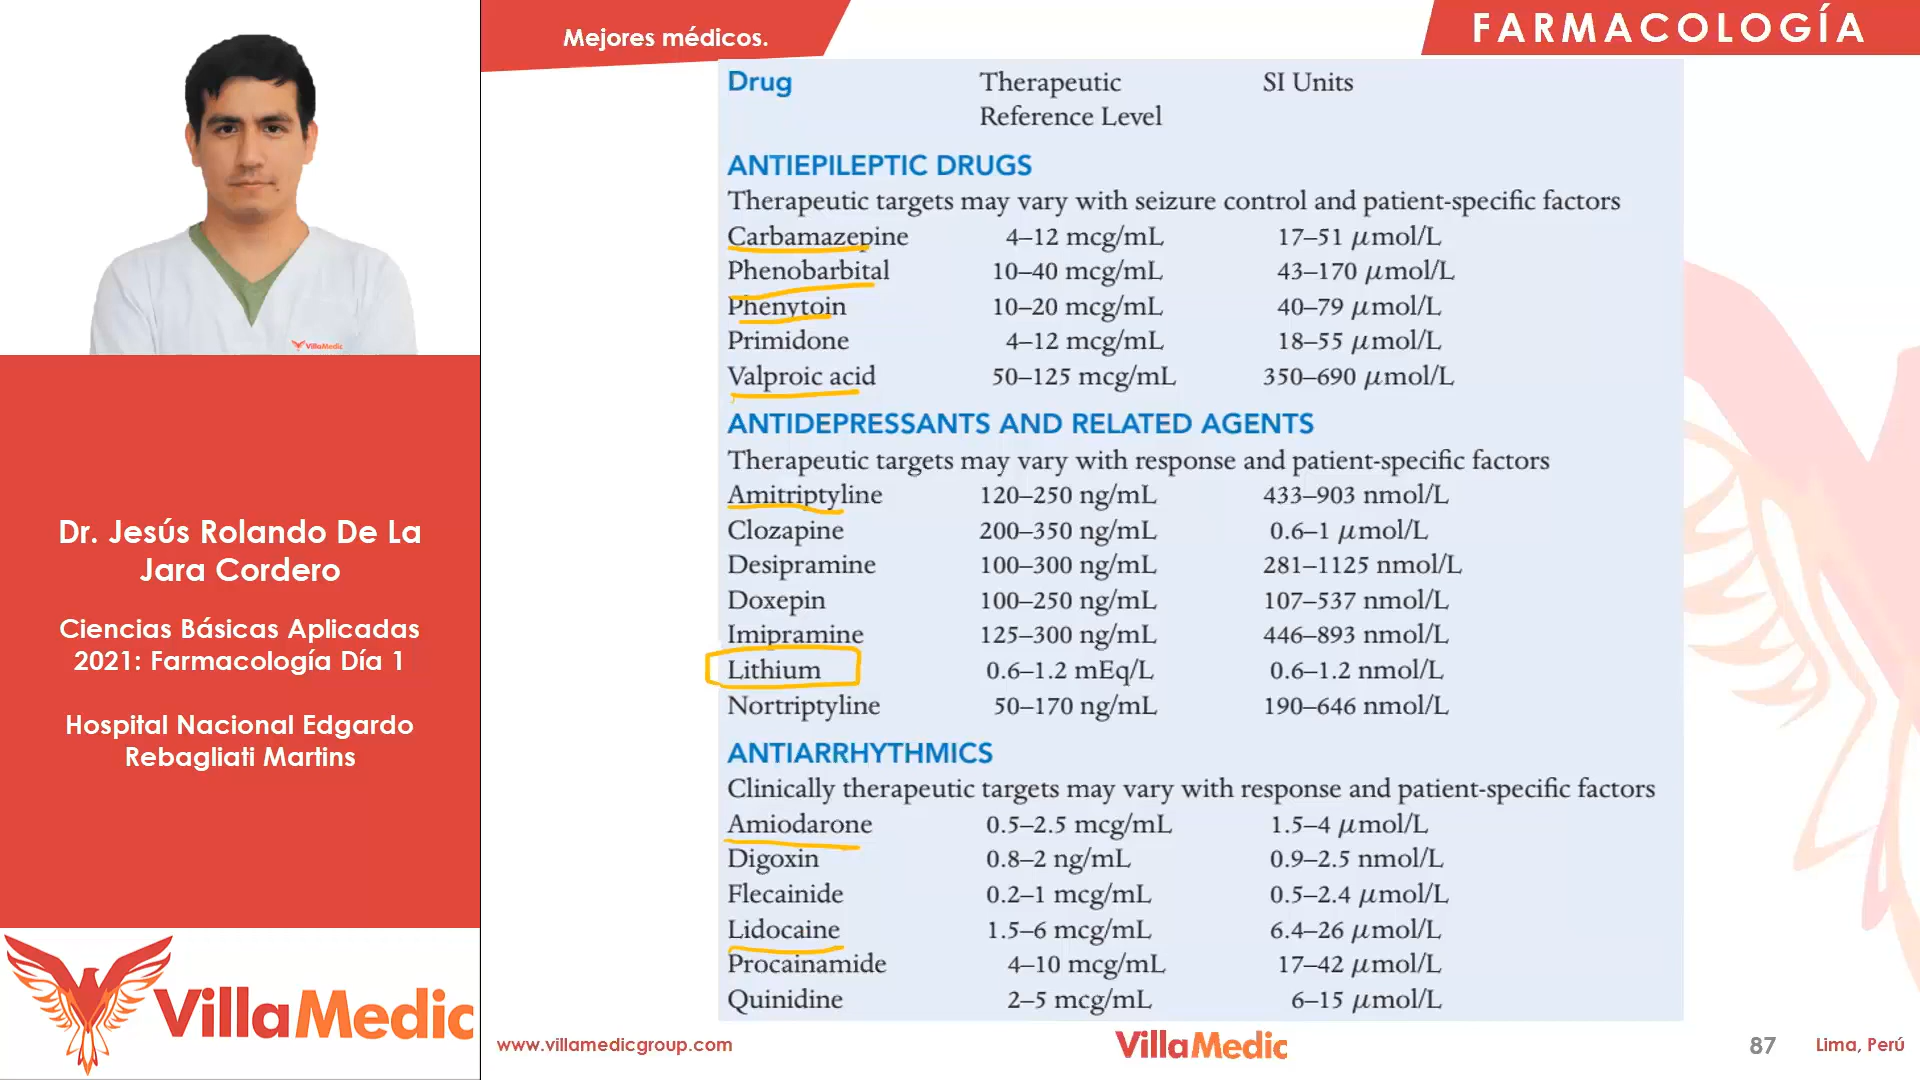 VillaMedic
Dr. Jesús Rolando De La
Jara Cordero
Ciencias Básicas Aplicadas
2021: Farmacología Día 1
Hospital Nacional Edgardo
Rebagliati Martins
VillaMedic
Mejores médicos.
FARMACOLOGÍA
Drug Therapeutic SI Units
Reference Level
ANTIEPILEPTIC DRUGS
Therapeutic targets may vary with seizure control and patient-specific factors
Carbamazepine 4–12 mcg/mL 17–51 μmol/L
Phenobarbital 10–40 mcg/mL 43–170 μmol/L
Phenytoin 10–20 mcg/mL 40–79 μmol/L
Primidone 4–12 mcg/mL 18–55 μmol/L
Valproic acid 50–125 mcg/mL 350–690 μmol/L
ANTIDEPRESSANTS AND RELATED AGENTS
Therapeutic targets may vary with response and patient-specific factors
Amitriptyline 120–250 ng/mL 433–903 nmol/L
Clozapine 200–350 ng/mL 0.6–1 μmol/L
Desipramine 100–300 ng/mL 281–1125 nmol/L
Doxepin 100–250 ng/mL 107–537 nmol/L
Imipramine 125–300 ng/mL 446–893 nmol/L
Lithium 0.6–1.2 mEq/L 0.6–1.2 nmol/L
Nortriptyline 50–170 ng/mL 190–646 nmol/L
ANTIARRHYTHMICS
Clinically therapeutic targets may vary with response and patient-specific factors
Amiodarone 0.5–2.5 mcg/mL 1.5–4 μmol/L
Digoxin 0.8–2 ng/mL 0.9–2.5 nmol/L
Flecainide 0.2–1 mcg/mL 0.5–2.4 μmol/L
Lidocaine 1.5–6 mcg/mL 6.4–26 μmol/L
Procainamide 4–10 mcg/mL 17–42 μmol/L
Quinidine 2–5 mcg/mL 6–15 μmol/L
www.villamedicgroup.com VillaMedic 87 Lima, Perú